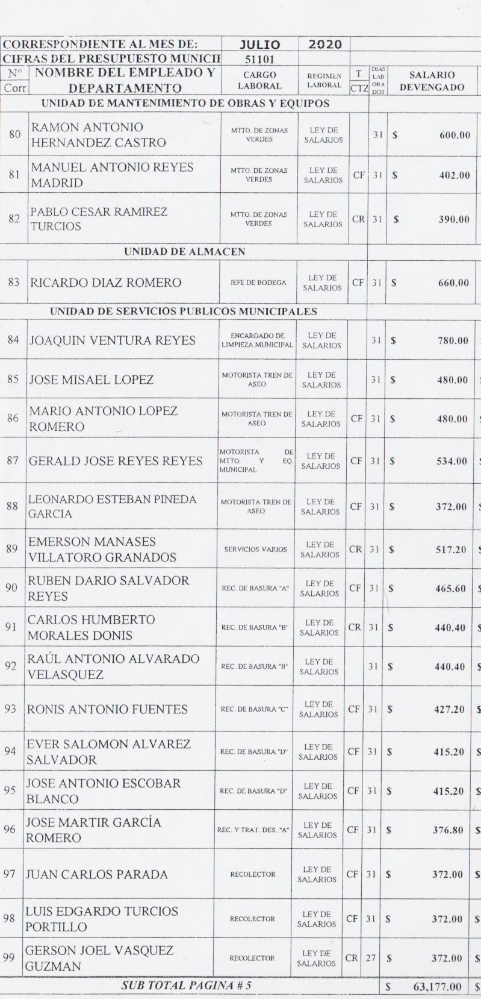 CORRESPONDIENTE AL MES DE: JULIO 2020
CIFRAS DEL PRESUPUESTO MUNICII 51101
Nº Corr NOMBRE DEL EMPLEADO Y DEPARTAMENTO CARGO LABORAL REGIMEN LABORAL T. CTZ DIAS LAB ORA DOS SALARIO DEVENGADO
UNIDAD DE MANTENIMIENTO DE OBRAS Y EQUIPOS
80 RAMON ANTONIO HERNANDEZ CASTRO MTTO. DE ZONAS VERDES LEY DE SALARIOS 31 $ 600.00
81 MANUEL ANTONIO REYES MADRID MTTO. DE ZONAS VERDES LEY DE SALARIOS CF 31 $ 402.00
82 PABLO CESAR RAMIREZ TURCIOS MTTO. DE ZONAS VERDES LEY DE SALARIOS CR 31 $ 390.00
UNIDAD DE ALMACEN
83 RICARDO DIAZ ROMERO JEFE DE BODEGA LEY DE SALARIOS CF 31 $ 660.00
UNIDAD DE SERVICIOS PUBLICOS MUNICIPALES
84 JOAQUIN VENTURA REYES ENCARGADO DE LIMPIEZA MUNICIPAL LEY DE SALARIOS 31 $ 780.00
85 JOSE MISAEL LOPEZ MOTORISTA TREN DE ASEO LEY DE SALARIOS 31 $ 480.00
86 MARIO ANTONIO LOPEZ ROMERO MOTORISTA TREN DE ASEO LEY DE SALARIOS CF 31 $ 480.00
87 GERALD JOSE REYES REYES MOTORISTA DE MTTO. Y EQ. MUNICIPAL LEY DE SALARIOS CF 31 $ 534.00
88 LEONARDO ESTEBAN PINEDA GARCIA MOTORISTA TREN DE ASEO LEY DE SALARIOS CF 31 $ 372.00
89 EMERSON MANASES VILLATORO GRANADOS SERVICIOS VARIOS LEY DE SALARIOS CR 31 $ 517.20
90 RUBEN DARIO SALVADOR REYES REC. DE BASURA "A" LEY DE SALARIOS CF 31 $ 465.60
91 CARLOS HUMBERTO MORALES DONIS REC. DE BASURA "B" LEY DE SALARIOS CR 31 $ 440.40
92 RAÚL ANTONIO ALVARADO VELASQUEZ REC. DE BASURA "B" LEY DE SALARIOS 31 $ 440.40
93 RONIS ANTONIO FUENTES REC. DE BASURA "C" LEY DE SALARIOS CF 31 $ 427.20
94 EVER SALOMON ALVAREZ SALVADOR REC. DE BASURA "D" LEY DE SALARIOS CF 31 $ 415.20
95 JOSE ANTONIO ESCOBAR BLANCO REC. DE BASURA "D" LEY DE SALARIOS CF 31 $ 415.20
96 JOSE MARTIR GARCÍA ROMERO REC. Y TRAT. DES. "A" LEY DE SALARIOS CF 31 $ 376.80
97 JUAN CARLOS PARADA RECOLECTOR LEY DE SALARIOS CF 31 $ 372.00 $
98 LUIS EDGARDO TURCIOS PORTILLO RECOLECTOR LEY DE SALARIOS CF 31 $ 372.00 $
99 GERSON JOEL VASQUEZ GUZMAN RECOLECTOR LEY DE SALARIOS CR 27 $ 372.00 $
SUB TOTAL PAGINA # 5 $ 63,177.00 $